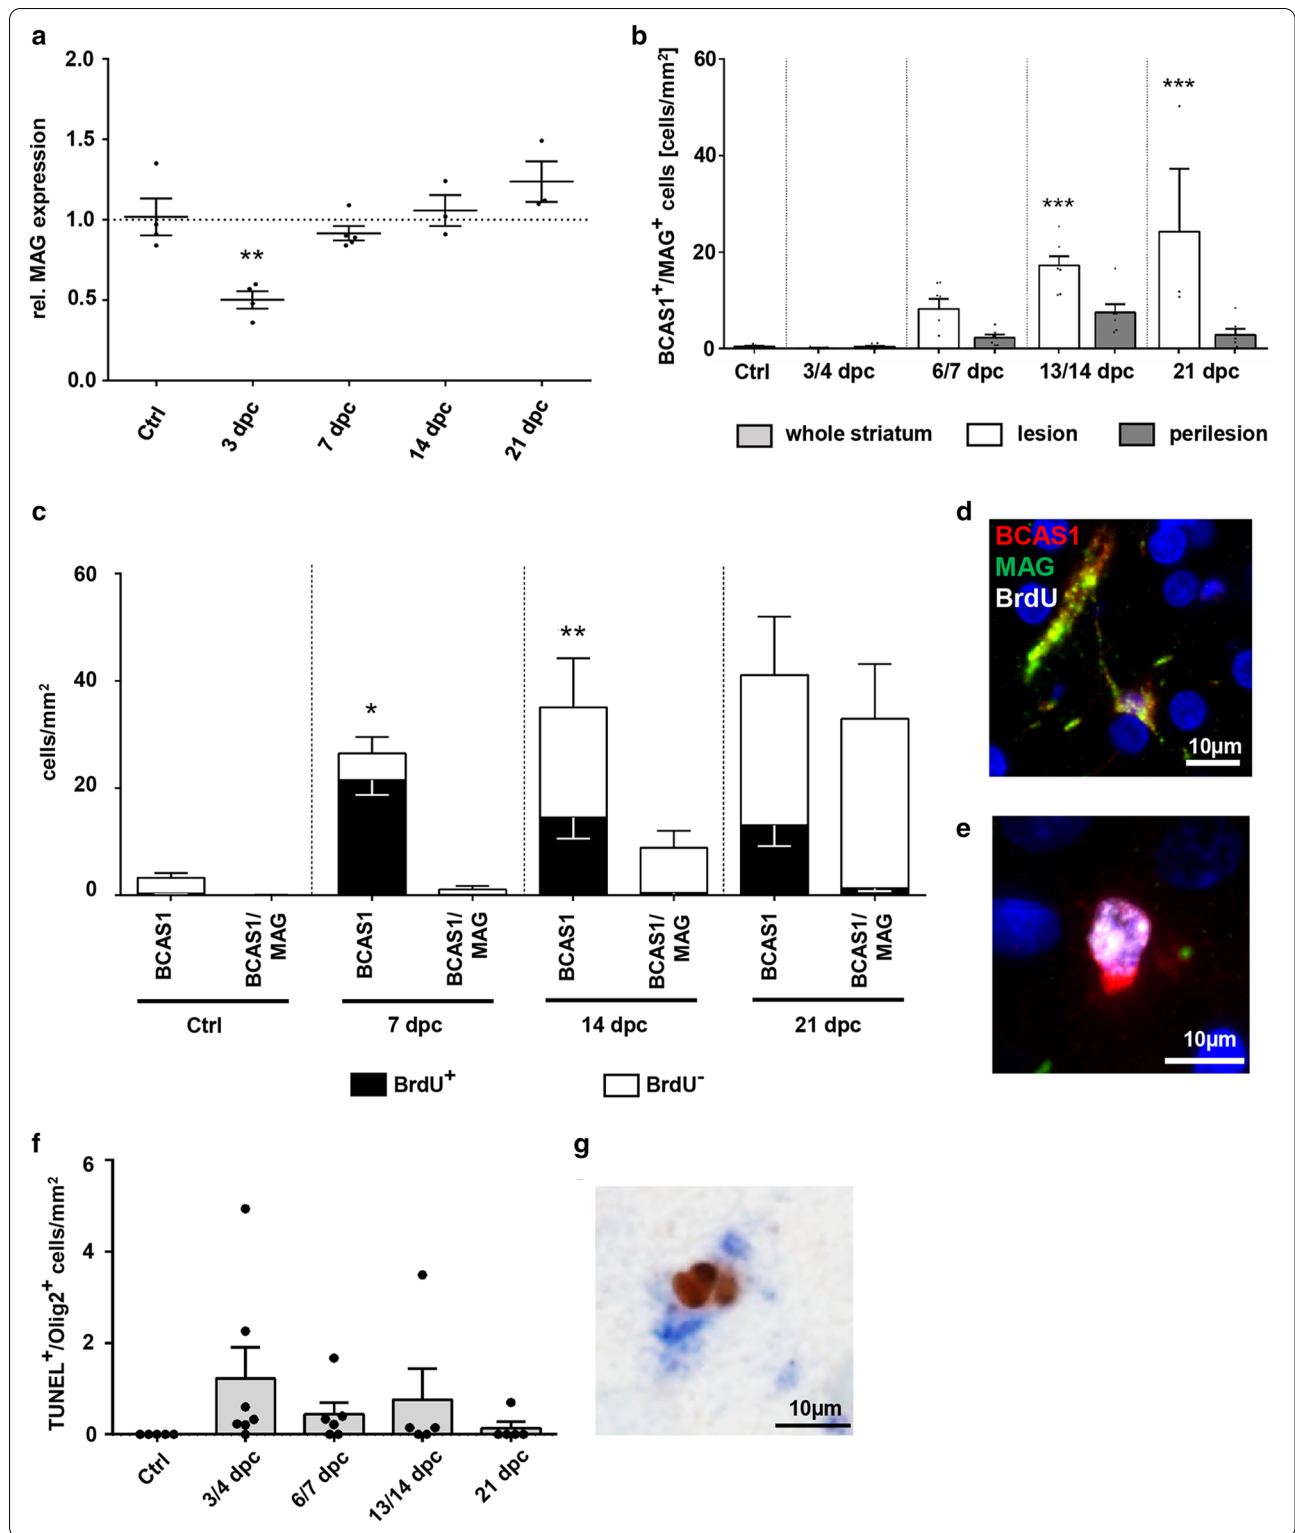 a
2.0
1.5
1.0
0.5
0.0
rel. MAG expression
**
Ctrl
3 dpc
7 dpc
14 dpc
21 dpc
b
60
40
20
0
BCAS1+/MAG+ cells [cells/mm2]
***
***
Ctrl
3/4 dpc
6/7 dpc
13/14 dpc
21 dpc
whole striatum
lesion
perilesion
c
60
40
20
0
cells/mm2
*
**
BCAS1
BCAS1/
MAG
BCAS1
BCAS1/
MAG
BCAS1
BCAS1/
MAG
BCAS1
BCAS1/
MAG
Ctrl
7 dpc
14 dpc
21 dpc
BrdU+
BrdU-
d
BCAS1
MAG
BrdU
10µm
e
10µm
f
6
4
2
0
TUNEL+/Olig2+ cells/mm2
Ctrl
3/4 dpc
6/7 dpc
13/14 dpc
21 dpc
g
10µm